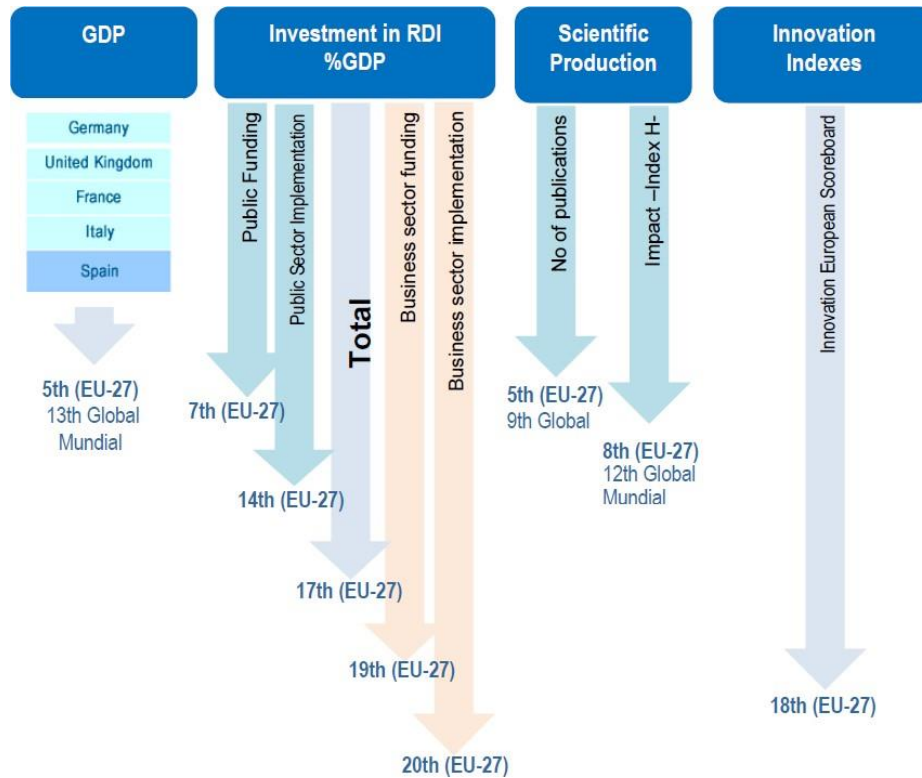 GDP
Investment in RDI
%GDP
Scientific
Production
Innovation
Indexes
Germany
United Kingdom
France
Italy
Spain
5th (EU-27)
13th Global
Mundial
Public Funding
7th (EU-27)
Public Sector Implementation
14th (EU-27)
Total
17th (EU-27)
Business sector funding
19th (EU-27)
Business sector implementation
20th (EU-27)
No of publications
5th (EU-27)
9th Global
Impact –Index H-
8th (EU-27)
12th Global
Mundial
Innovation European Scoreboard
18th (EU-27)